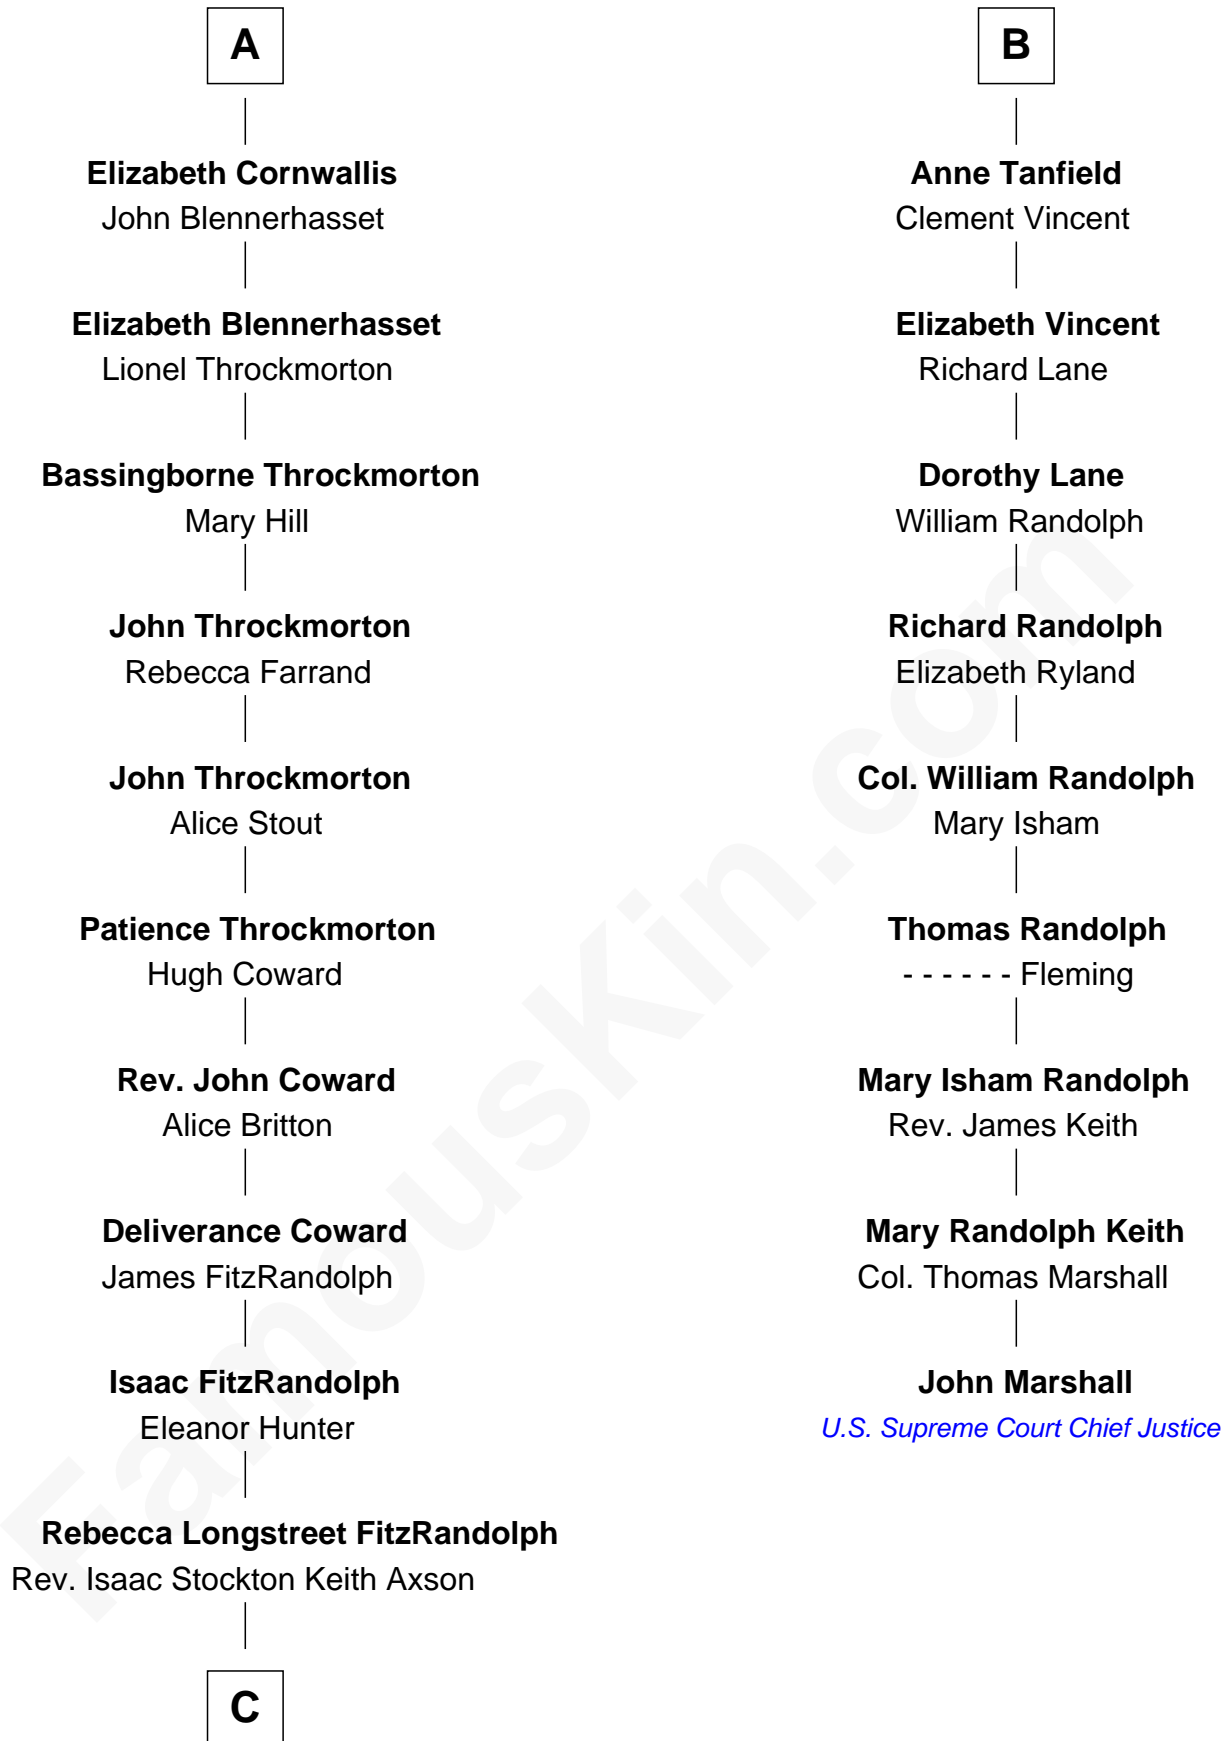 A
Elizabeth Cornwallis
John Blennerhasset
Elizabeth Blennerhasset
Lionel Throckmorton
Bassingborne Throckmorton
Mary Hill
John Throckmorton
Rebecca Farrand
John Throckmorton
Alice Stout
Patience Throckmorton
Hugh Coward
Rev. John Coward
Alice Britton
Deliverance Coward
James FitzRandolph
Isaac FitzRandolph
Eleanor Hunter
Rebecca Longstreet FitzRandolph
Rev. Isaac Stockton Keith Axson
C
B
Anne Tanfield
Clement Vincent
Elizabeth Vincent
Richard Lane
Dorothy Lane
William Randolph
Richard Randolph
Elizabeth Ryland
Col. William Randolph
Mary Isham
Thomas Randolph
- - - - - - Fleming
Mary Isham Randolph
Rev. James Keith
Mary Randolph Keith
Col. Thomas Marshall
John Marshall
U.S. Supreme Court Chief Justice
FamousKin.com